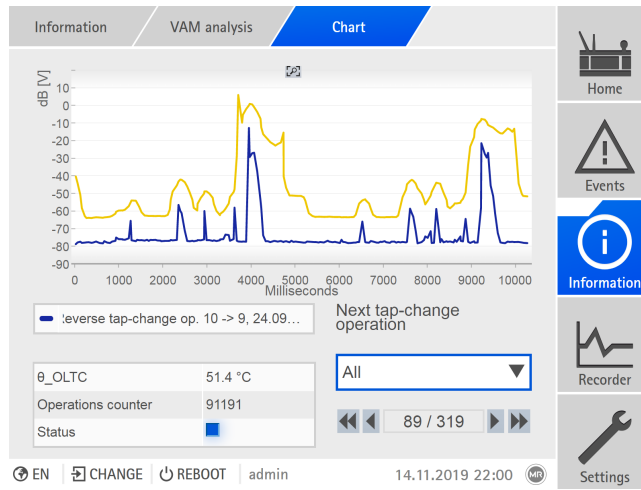 Information
VAM analysis
Chart
Home
dB [V]
10
0
-10
-20
-30
-40
-50
-60
-70
-80
-90
0 1000 2000 3000 4000 5000 6000 7000 8000 9000 10000
Milliseconds
Events
Information
everse tap-change op. 10 -> 9, 24.09...
Next tap-change
operation
All
θ_OLTC 51.4 °C
Operations counter 91191
Status
89 / 319
Recorder
Settings
EN CHANGE REBOOT admin 14.11.2019 22:00 MR